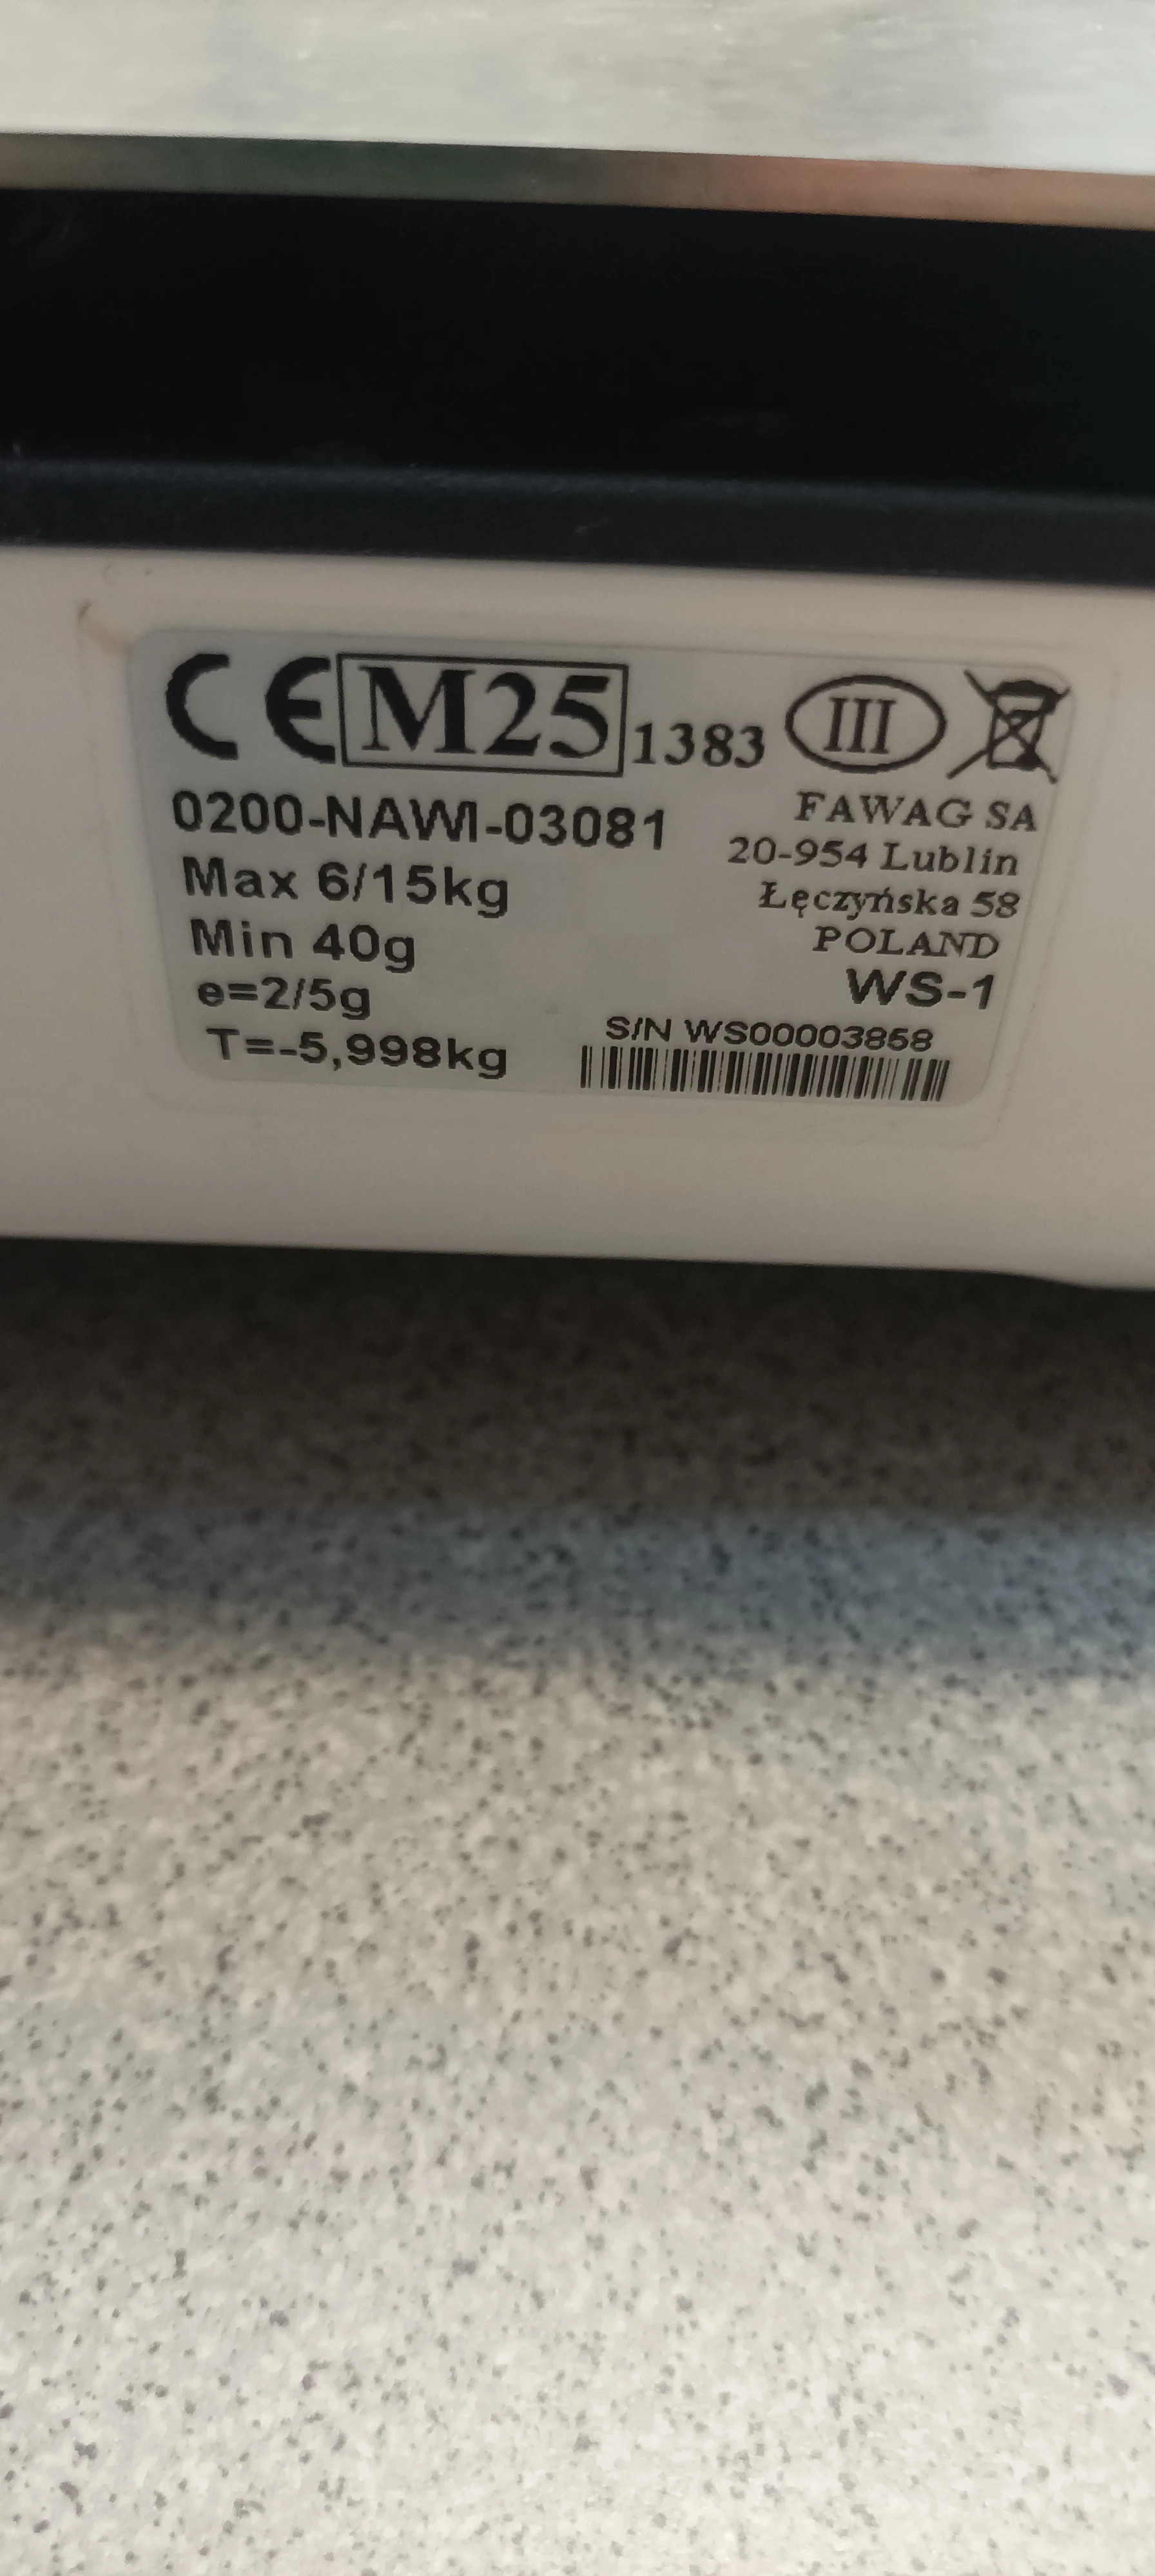 CE M25 1383 III
0200-NAWI-03081
Max 6/15kg
Min 40g
e=2/5g
T=-5,998kg
FAWAG SA
20-954 Lublin
Łęczyńska 58
POLAND
WS-1
S/N WS00003858